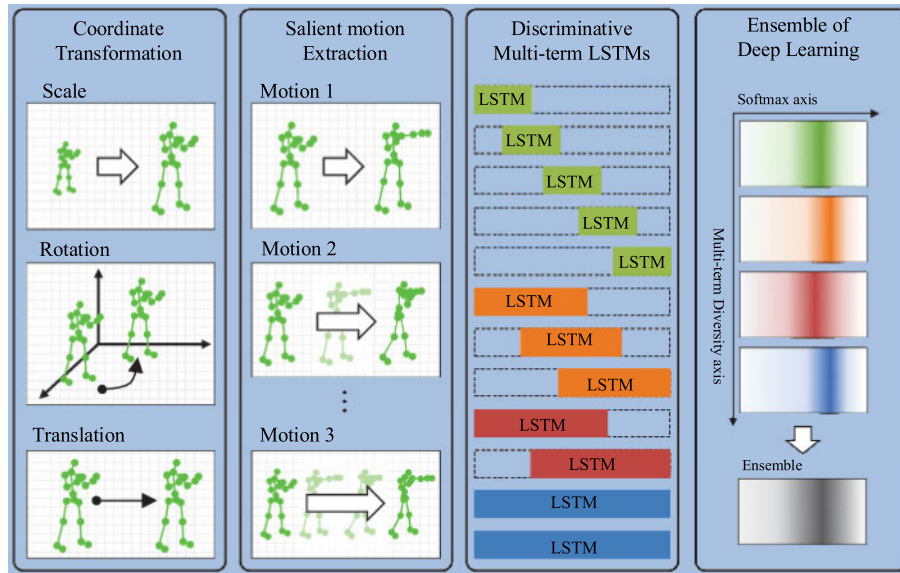 Coordinate
Transformation
Scale
Rotation
Translation
Salient motion
Extraction
Motion 1
Motion 2
Motion 3
Discriminative
Multi-term LSTMs
LSTM
LSTM
LSTM
LSTM
LSTM
LSTM
LSTM
LSTM
LSTM
LSTM
LSTM
LSTM
Ensemble of
Deep Learning
Softmax axis
Multi-term Diversity axis
Ensemble